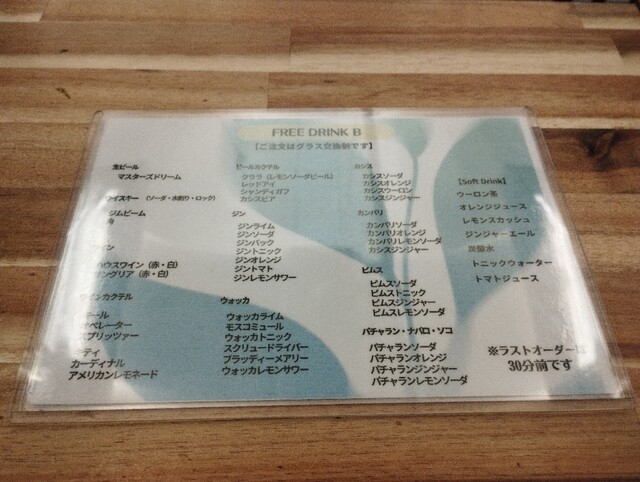 FREE DRINK B
【ご注文はグラス交換制です】
生ビール
マスターズドリーム
ウイスキー (ソーダ・水割り・ロック)
ジムビーム
ハウスワイン (赤・白)
サングリア (赤・白)
ワインカクテル
オペレーター
スプリッツァー
カーディナル
アメリカンレモネード
ビールカクテル
クララ (レモンソーダビール)
レッドアイ
シャンディガフ
カシスビア
ジン
ジンライム
ジンソーダ
ジンバック
ジントニック
ジンオレンジ
ジントマト
ジンレモンサワー
ウォッカ
ウォッカライム
モスコミュール
ウォッカトニック
スクリュードライバー
ブラッディーメアリー
ウォッカレモンサワー
カシス
カシスソーダ
カシスオレンジ
カシスウーロン
カシスジンジャー
カンパリ
カンパリソーダ
カンパリオレンジ
カンパリレモンソーダ
カシスジンジャー
ピムス
ピムスソーダ
ピムストニック
ピムスジンジャー
ピムスレモンソーダ
パチャラン・ナバロ・ソコ
パチャランソーダ
パチャランオレンジ
パチャランジンジャー
パチャランレモンソーダ
【Soft Drink】
ウーロン茶
オレンジジュース
レモンスカッシュ
ジンジャーエール
炭酸水
トニックウォーター
トマトジュース
※ラストオーダーは
30分前です